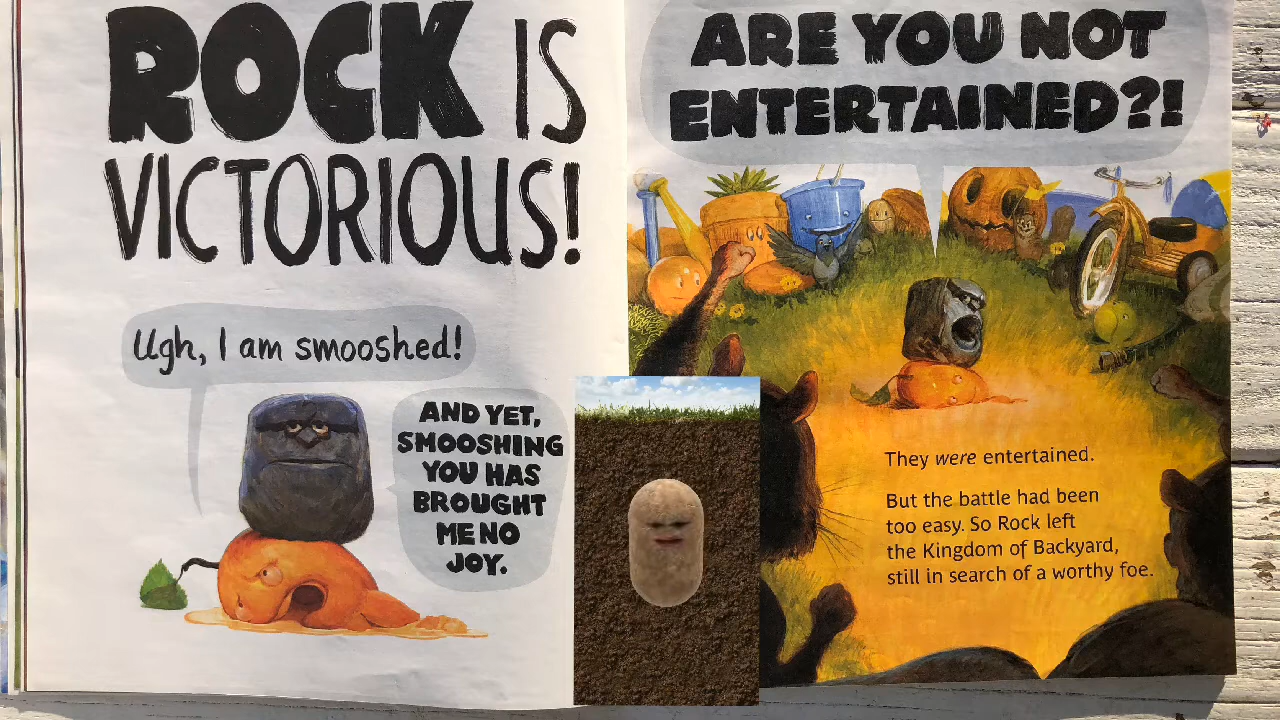 ROCK IS
VICTORIOUS!
Ugh, I am smooshed!
AND YET,
SMOOSHING
YOU HAS
BROUGHT
ME NO
JOY.
ARE YOU NOT
ENTERTAINED?!
They were entertained.
But the battle had been
too easy. So Rock left
the Kingdom of Backyard,
still in search of a worthy foe.